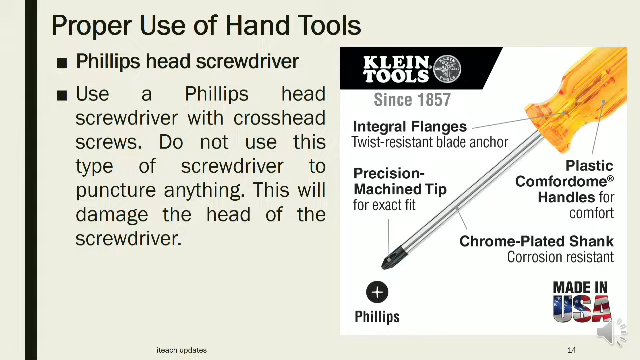 Proper Use of Hand Tools
■ Phillips head screwdriver
■ Use a Phillips head
screwdriver with crosshead
screws. Do not use this
type of screwdriver to
puncture anything. This will
damage the head of the
screwdriver.
KLEIN
TOOLS
Since 1857
Integral Flanges
Twist-resistant blade anchor
Precision-
Machined Tip
for exact fit
Plastic
Comfordome®
Handles for
comfort
Chrome-Plated Shank
Corrosion resistant
Phillips
MADE IN
USA
iteach updates
14